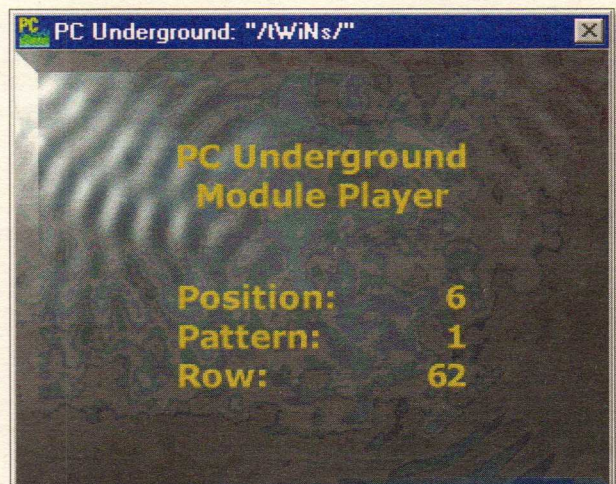 PC Underground: "/tWiNs/"
PC Underground
Module Player
Position: 6
Pattern: 1
Row: 62